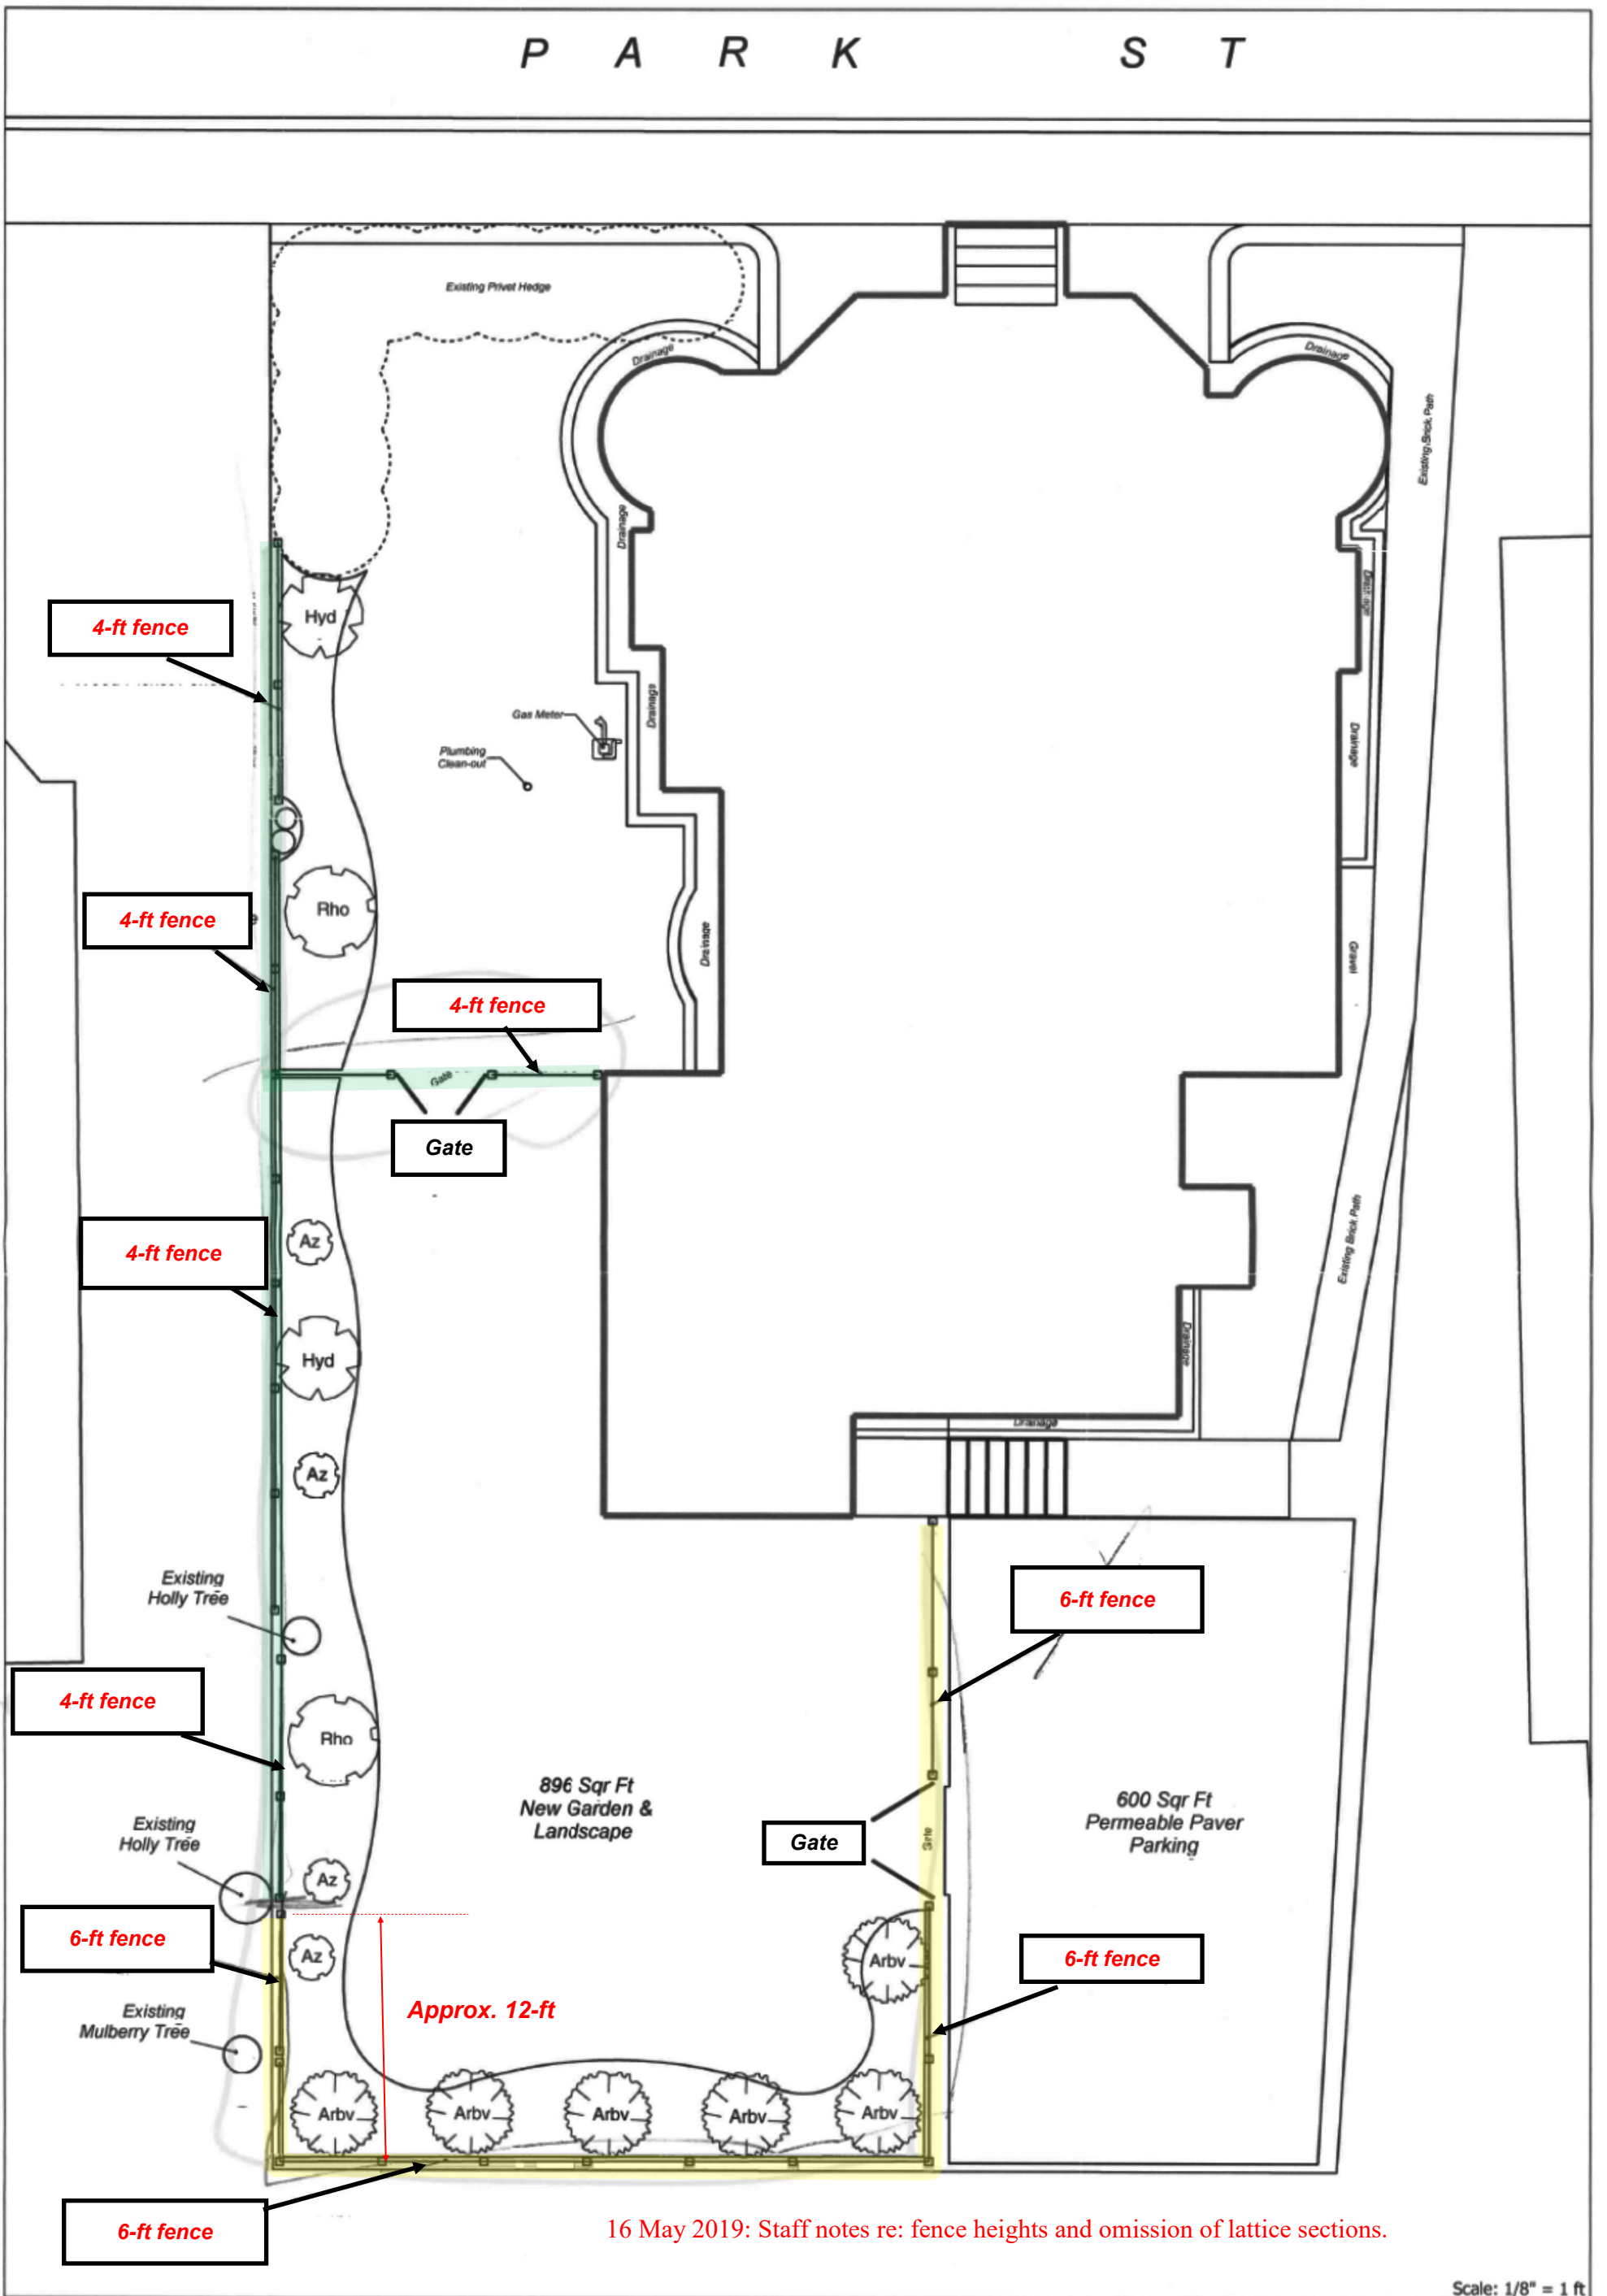 PARK ST
Existing Privet Hedge
Drainage
Drainage
Existing Brick Path
Drainage
Drainage
Hyd
4-ft fence
Drainage
Gas Meter
Plumbing
Clean-out
Drainage
Rho
4-ft fence
Drainage
Gravel
4-ft fence
Gate
Gate
Az
4-ft fence
Existing Brick Path
Hyd
Drainage
Drainage
Az
Existing
Holly Tree
6-ft fence
4-ft fence
Rho
896 Sqr Ft
New Garden &
Landscape
600 Sqr Ft
Permeable Paver
Parking
Gate
Existing
Holly Tree
Az
6-ft fence
Az
Arbv
6-ft fence
Approx. 12-ft
Existing
Mulberry Tree
Arbv
Arbv
Arbv
Arbv
Arbv
6-ft fence
16 May 2019: Staff notes re: fence heights and omission of lattice sections.
Scale: 1/8" = 1 ft